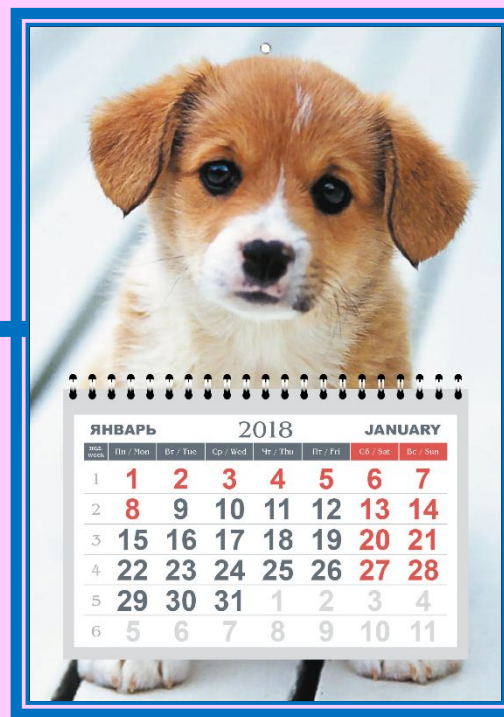 ЯНВАРЬ 2018 JANUARY
нед. week Пн / Mon Вт / Tue Ср / Wed Чт / Thu Пт / Fri Сб / Sat Вс / Sun
1 1 2 3 4 5 6 7
2 8 9 10 11 12 13 14
3 15 16 17 18 19 20 21
4 22 23 24 25 26 27 28
5 29 30 31 1 2 3 4
6 5 6 7 8 9 10 11